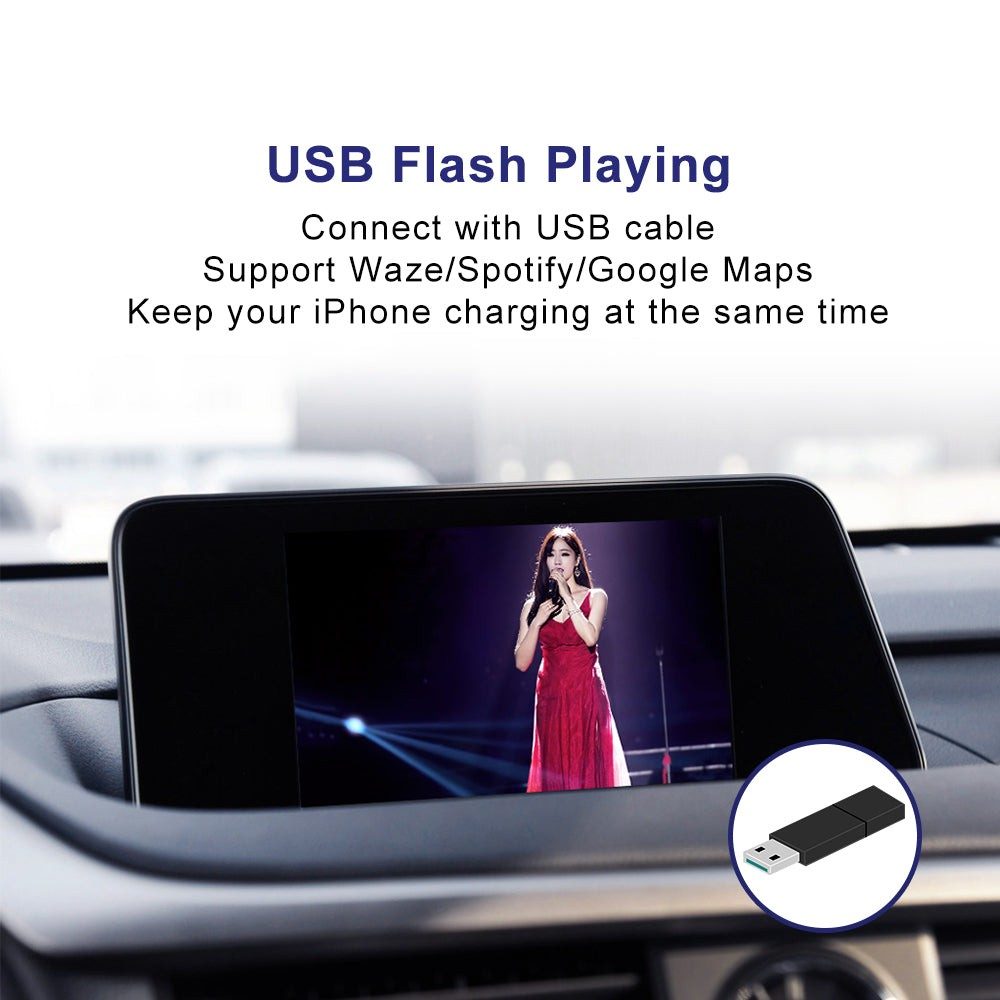 USB Flash Playing
Connect with USB cable
Support Waze/Spotify/Google Maps
Keep your iPhone charging at the same time